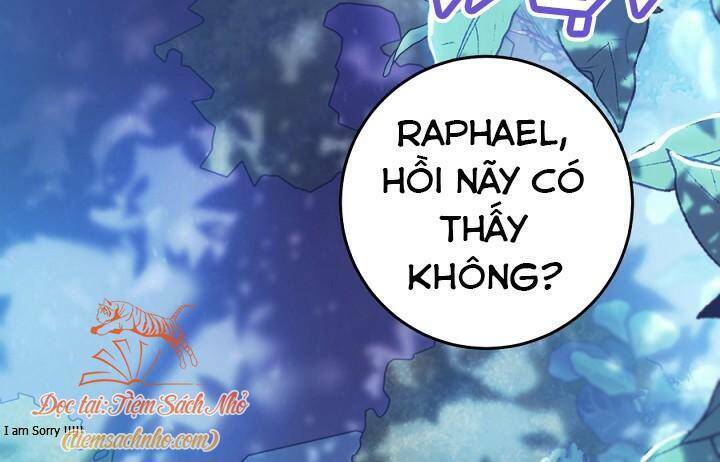 RAPHAEL,
HỒI NÃY CÓ
THẤY
KHÔNG?
Đọc tại: Tiệm Sách Nhỏ
I am Sorry !!!!!
(tiemsachnho.com)